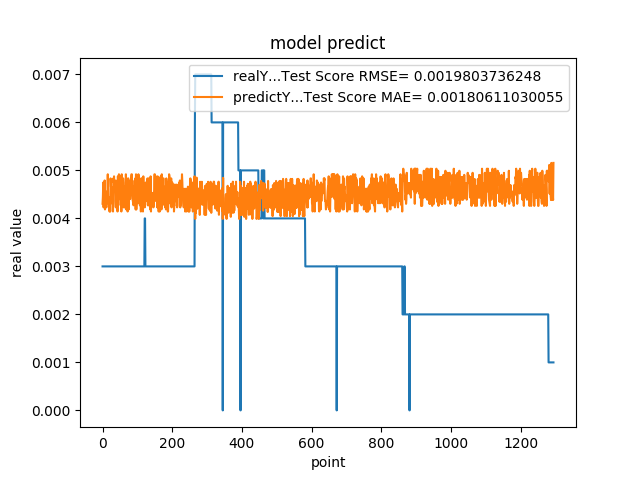 model predict
realY...Test Score RMSE= 0.0019803736248
predictY...Test Score MAE= 0.00180611030055
real value
0.007
0.006
0.005
0.004
0.003
0.002
0.001
0.000
0 200 400 600 800 1000 1200
point